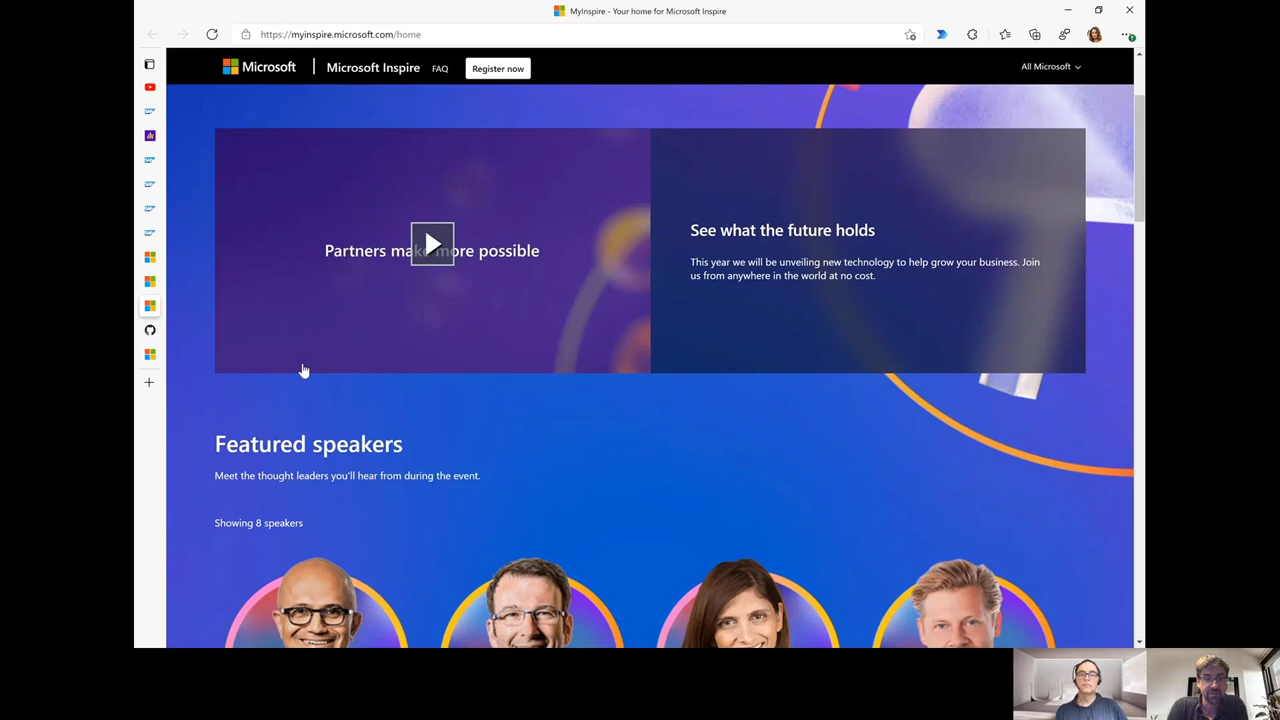 MyInspire - Your home for Microsoft Inspire
https://myinspire.microsoft.com/home
Microsoft
Microsoft Inspire
FAQ
Register now
All Microsoft
Partners make more possible
See what the future holds
This year we will be unveiling new technology to help grow your business. Join
us from anywhere in the world at no cost.
Featured speakers
Meet the thought leaders you'll hear from during the event.
Showing 8 speakers